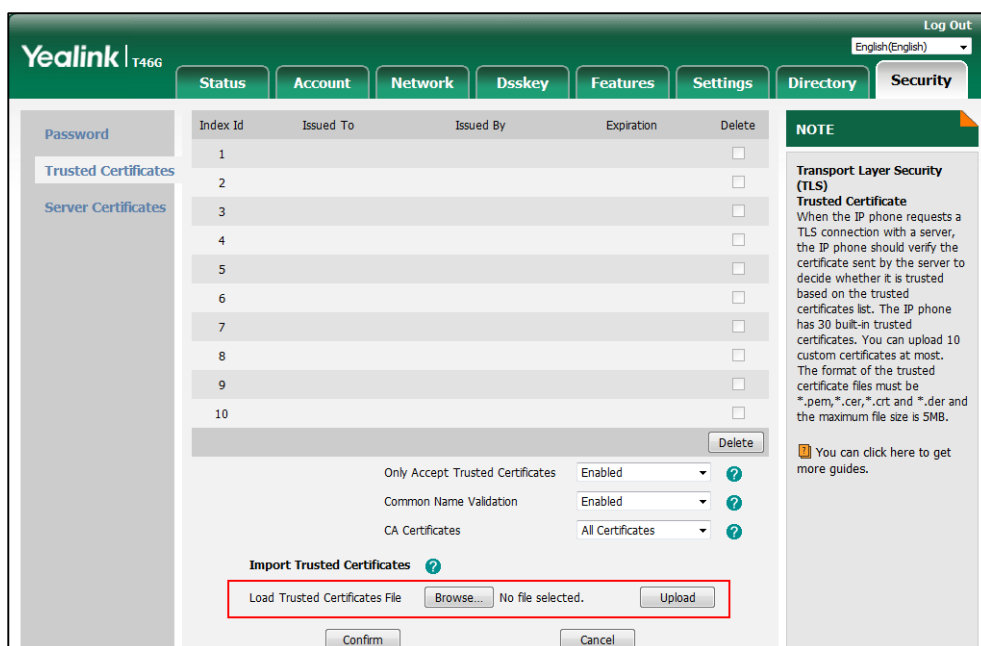 Log Out
Yealink T46G
English(English)
Status Account Network Dsskey Features Settings Directory Security
Password
Trusted Certificates
Server Certificates
Index Id Issued To Issued By Expiration Delete
1
2
3
4
5
6
7
8
9
10
Delete
Only Accept Trusted Certificates Enabled ?
Common Name Validation Enabled ?
CA Certificates All Certificates ?
Import Trusted Certificates ?
Load Trusted Certificates File Browse... No file selected. Upload
Confirm Cancel
NOTE
Transport Layer Security
(TLS)
Trusted Certificate
When the IP phone requests a
TLS connection with a server,
the IP phone should verify the
certificate sent by the server to
decide whether it is trusted
based on the trusted
certificates list. The IP phone
has 30 built-in trusted
certificates. You can upload 10
custom certificates at most.
The format of the trusted
certificate files must be
*.pem,*.cer,*.crt and *.der and
the maximum file size is 5MB.
? You can click here to get
more guides.